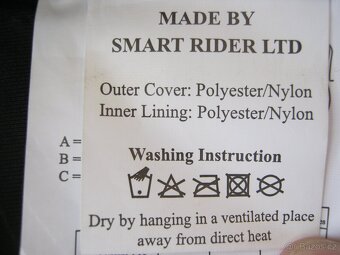 MADE BY
SMART RIDER LTD
Outer Cover: Polyester/Nylon
Inner Lining: Polyester/Nylon
A=
B=
C=
Washing Instruction
Dry by hanging in a ventilated place
away from direct heat